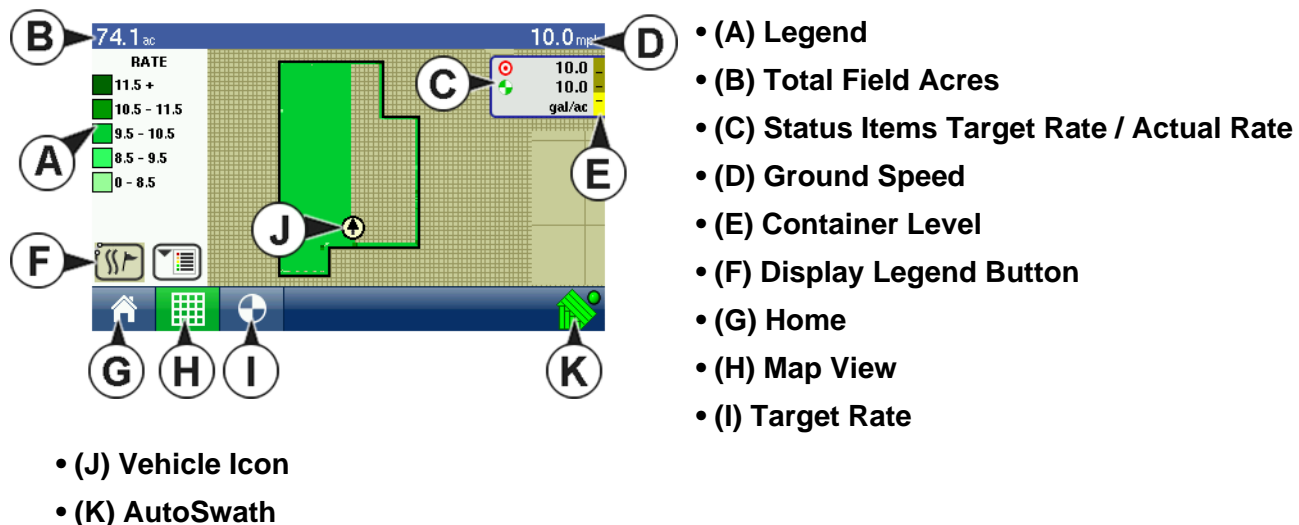 B
74.1 ac
10.0 mph
D
RATE
11.5 +
10.5 - 11.5
9.5 - 10.5
8.5 - 9.5
0 - 8.5
A
C
10.0
10.0
gal/ac
E
J
F
G
H
I
K
• (A) Legend
• (B) Total Field Acres
• (C) Status Items Target Rate / Actual Rate
• (D) Ground Speed
• (E) Container Level
• (F) Display Legend Button
• (G) Home
• (H) Map View
• (I) Target Rate
• (J) Vehicle Icon
• (K) AutoSwath